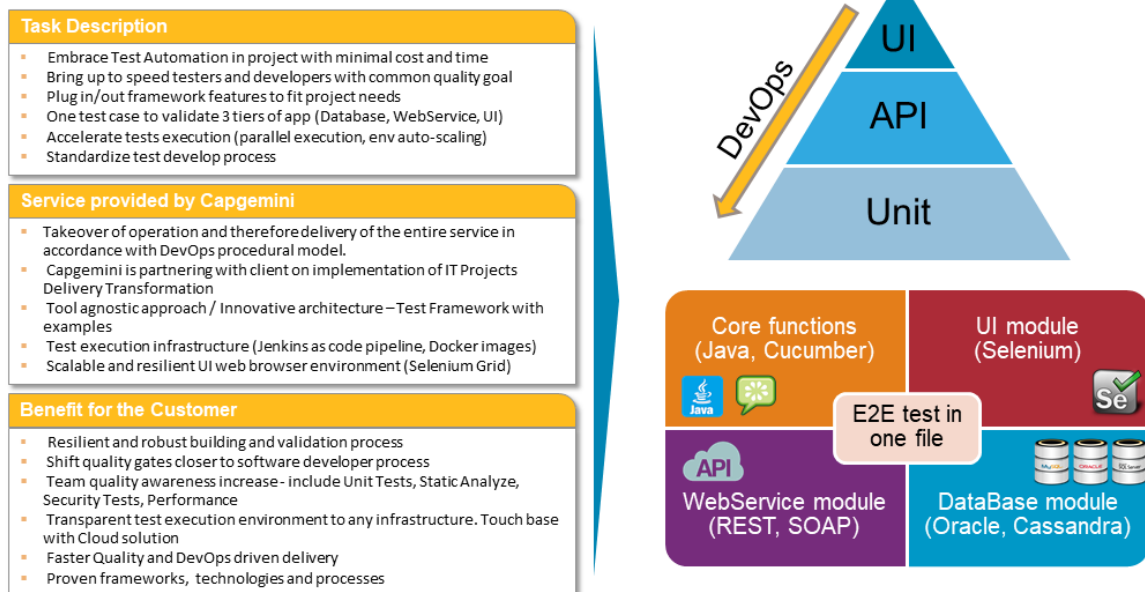 Task Description
Embrace Test Automation in project with minimal cost and time
Bring up to speed testers and developers with common quality goal
Plug in/out framework features to fit project needs
One test case to validate 3 tiers of app (Database, WebService, UI)
Accelerate tests execution (parallel execution, env auto-scaling)
Standardize test develop process
Service provided by Capgemini
Takeover of operation and therefore delivery of the entire service in
accordance with DevOps procedural model.
Capgemini is partnering with client on implementation of IT Projects
Delivery Transformation
Tool agnostic approach / Innovative architecture – Test Framework with
examples
Test execution infrastructure (Jenkins as code pipeline, Docker images)
Scalable and resilient UI web browser environment (Selenium Grid)
Benefit for the Customer
Resilient and robust building and validation process
Shift quality gates closer to software developer process
Team quality awareness increase - include Unit Tests, Static Analyze,
Security Tests, Performance
Transparent test execution environment to any infrastructure. Touch base
with Cloud solution
Faster Quality and DevOps driven delivery
Proven frameworks, technologies and processes
DevOps
UI
API
Unit
Core functions
(Java, Cucumber)
Java
UI module
(Selenium)
Se
E2E test in
one file
API
WebService module
(REST, SOAP)
MySQL
ORACLE
SQL Server
DataBase module
(Oracle, Cassandra)